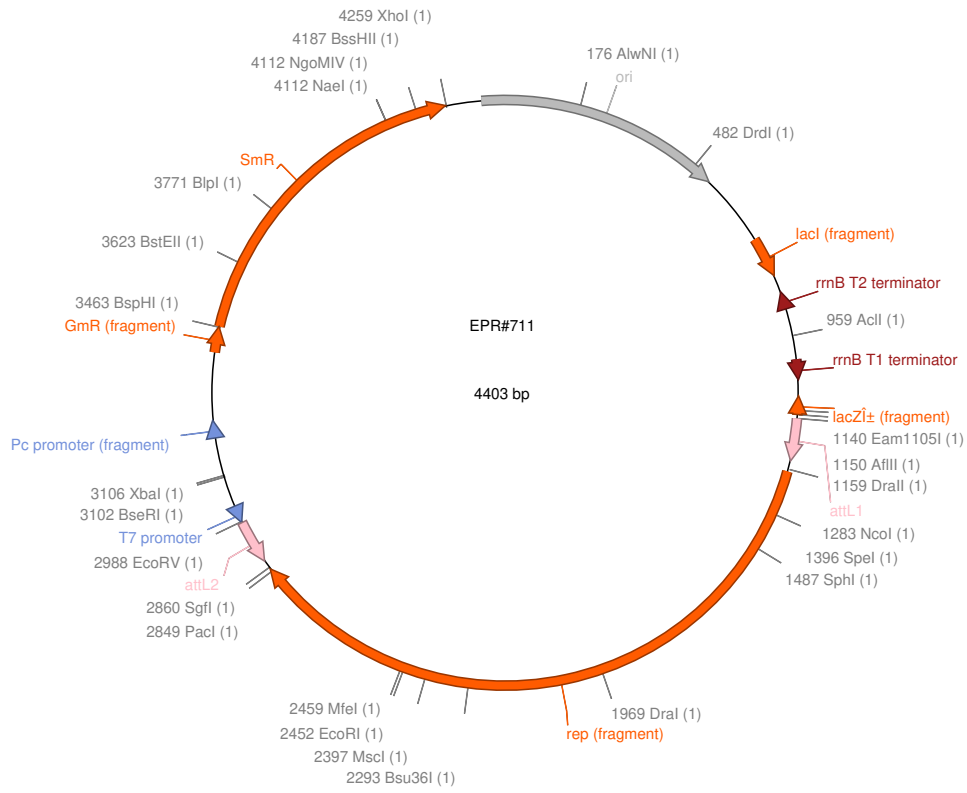 4259 XhoI (1)
4187 BssHII (1)
4112 NgoMIV (1)
4112 NaeI (1)
176 AlwNI (1)
ori
482 DrdI (1)
SmR
3771 BlpI (1)
3623 BstEII (1)
3463 BspHI (1)
GmR (fragment)
lacI (fragment)
rrnB T2 terminator
959 AclI (1)
rrnB T1 terminator
EPR#711
4403 bp
lacZÎ± (fragment)
1140 Eam1105I (1)
1150 AflII (1)
1159 DraII (1)
attL1
1283 NcoI (1)
1396 SpeI (1)
1487 SphI (1)
Pc promoter (fragment)
3106 XbaI (1)
3102 BseRI (1)
T7 promoter
2988 EcoRV (1)
attL2
2860 SgfI (1)
2849 PacI (1)
2459 MfeI (1)
2452 EcoRI (1)
2397 MscI (1)
2293 Bsu36I (1)
1969 DraI (1)
rep (fragment)